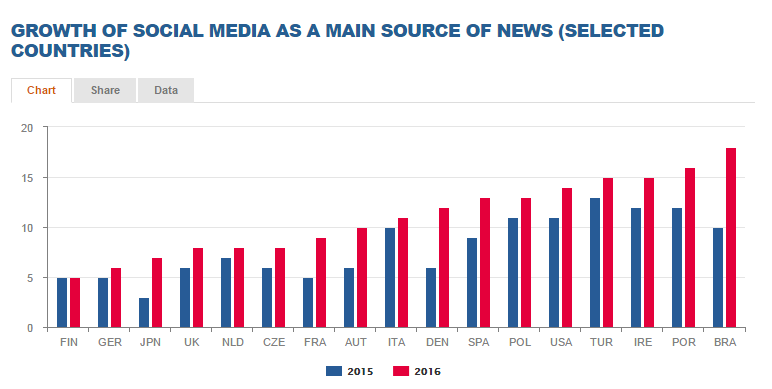 GROWTH OF SOCIAL MEDIA AS A MAIN SOURCE OF NEWS (SELECTED
COUNTRIES)
Chart Share Data
20
15
10
5
0
FIN GER JPN UK NLD CZE FRA AUT ITA DEN SPA POL USA TUR IRE POR BRA
2015 2016